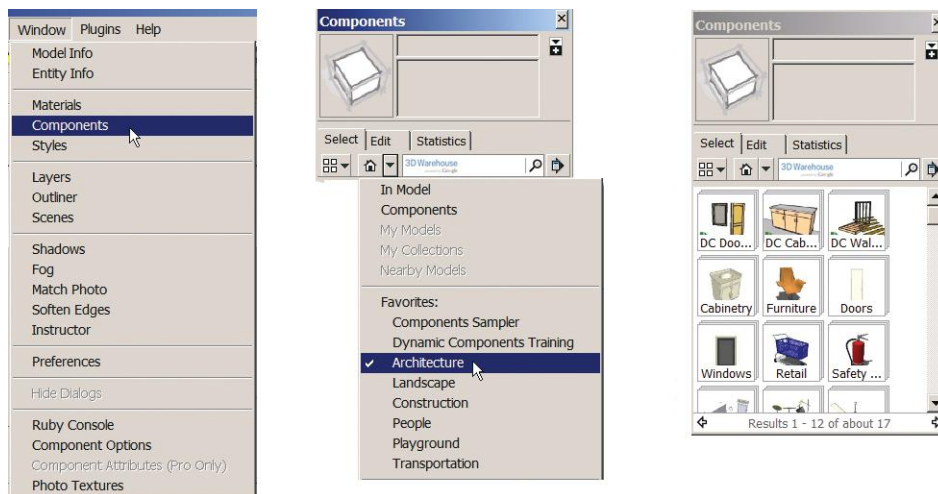 Window Plugins Help
Model Info
Entity Info
Materials
Components
Styles
Layers
Outliner
Scenes
Shadows
Fog
Match Photo
Soften Edges
Instructor
Preferences
Hide Dialogs
Ruby Console
Component Options
Component Attributes (Pro Only)
Photo Textures
Components
Select Edit Statistics
3D Warehouse
In Model
Components
My Models
My Collections
Nearby Models
Favorites:
Components Sampler
Dynamic Components Training
Architecture
Landscape
Construction
People
Playground
Transportation
Components
Select Edit Statistics
3D Warehouse
DC Doo... DC Cab... DC Wal...
Cabinetry Furniture Doors
Windows Retail Safety ...
Results 1 - 12 of about 17